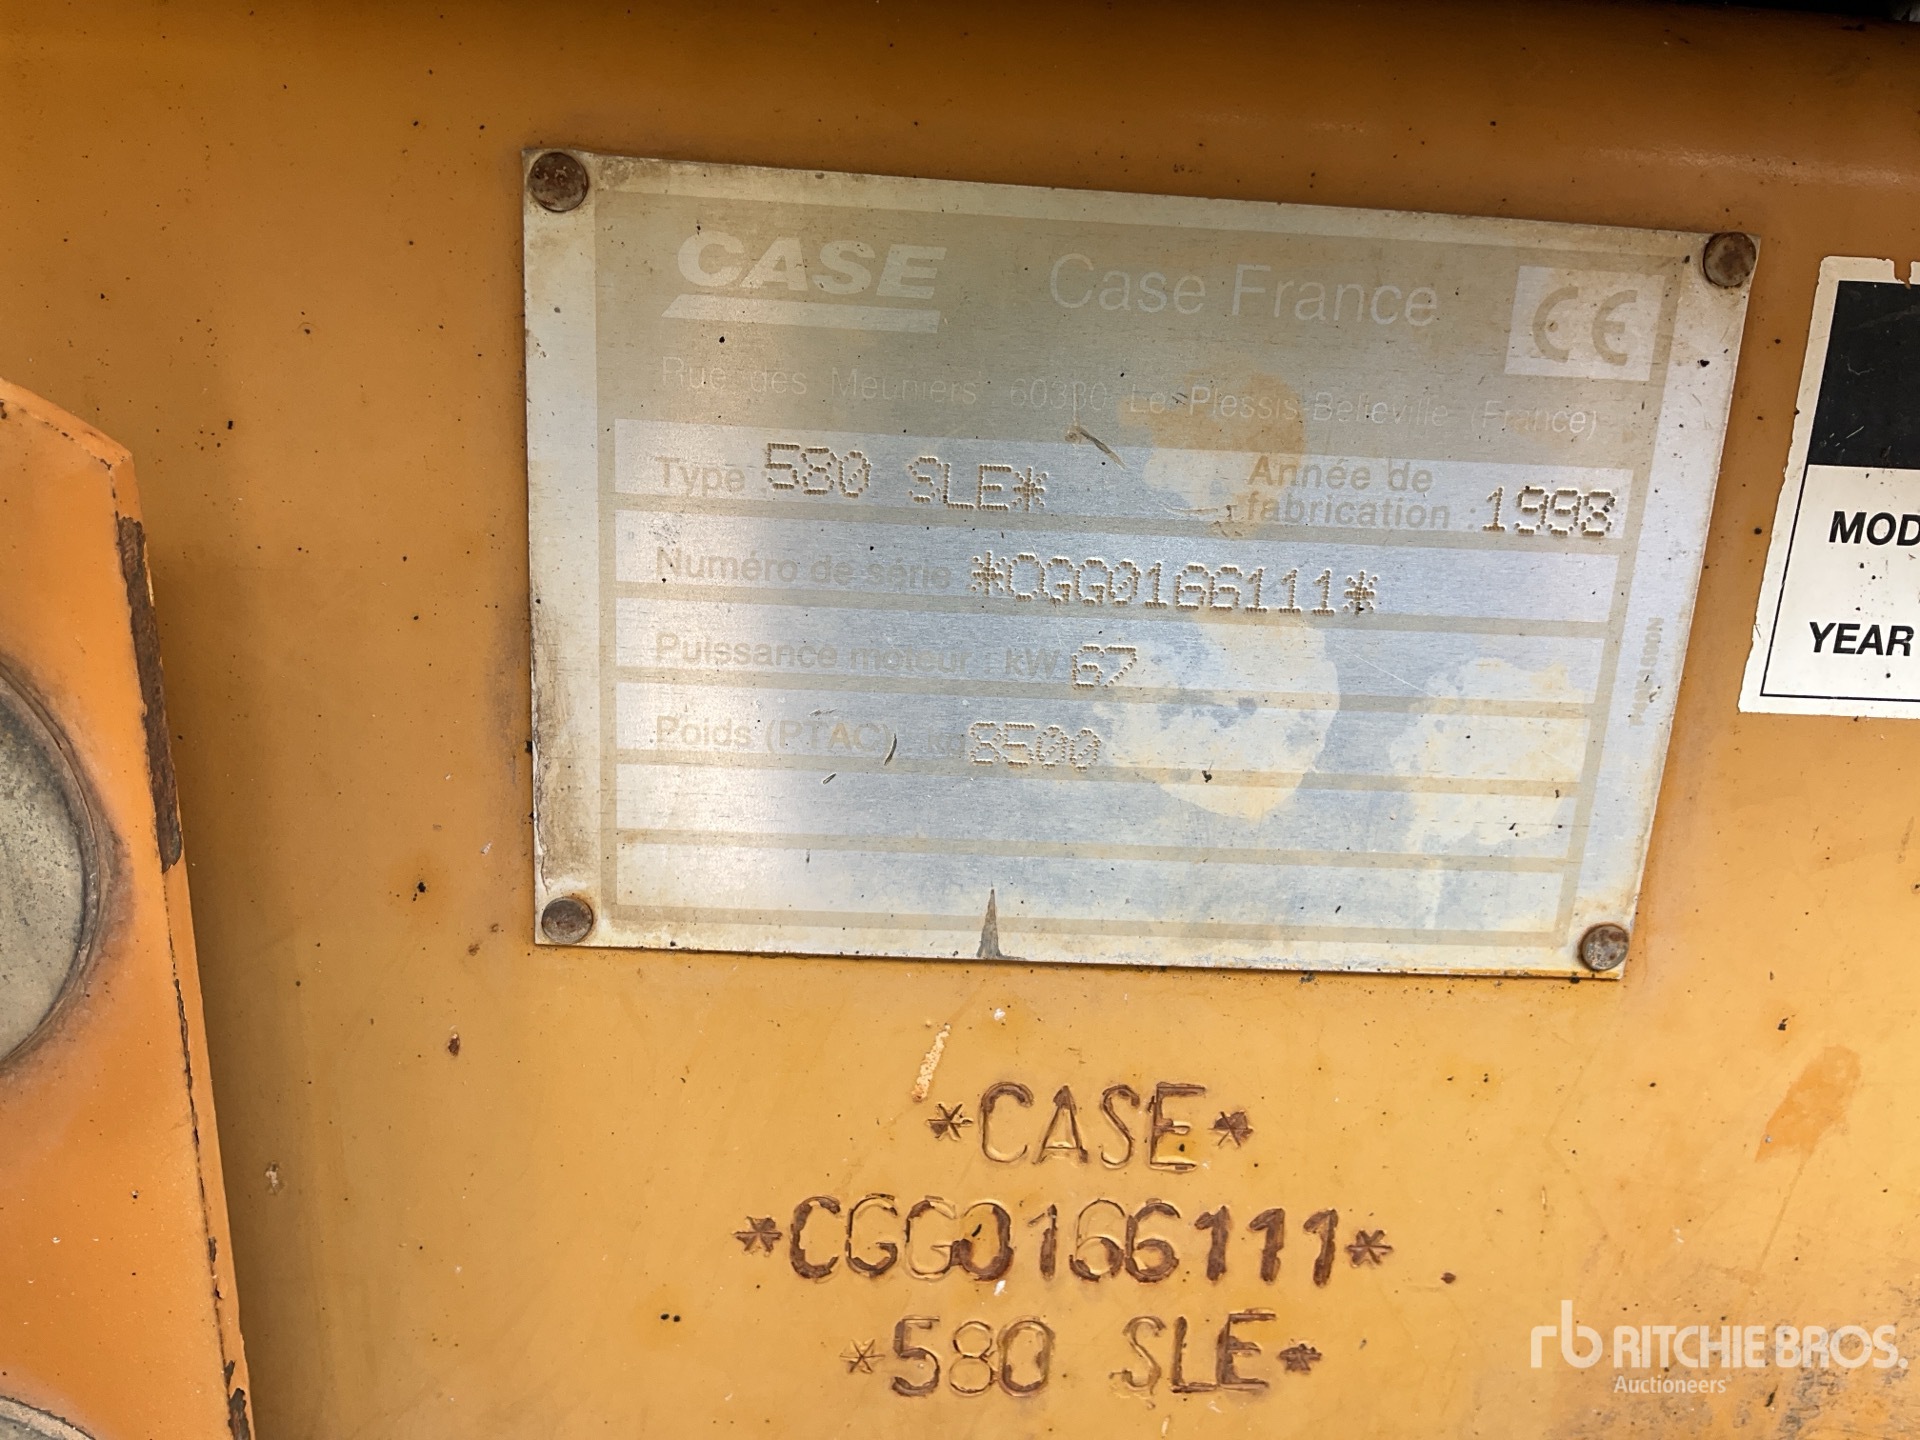 CASE Case France CE
Rue des Meuniers 60330 Le Plessis-Belleville (France)
Type : 580 SLE* Année de fabrication : 1998
Numéro de série : *CGG0166111*
Puissance moteur : kW 67
Poids (PTAC) kg 8500
MOD
YEAR
*CASE*
*CGG0166111*
*580 SLE*
rb RITCHIE BROS.
Auctioneers